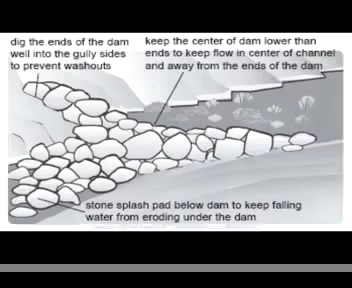 dig the ends of the dam
well into the gully sides
to prevent washouts
keep the center of dam lower than
ends to keep flow in center of channel
and away from the ends of the dam
stone splash pad below dam to keep falling
water from eroding under the dam